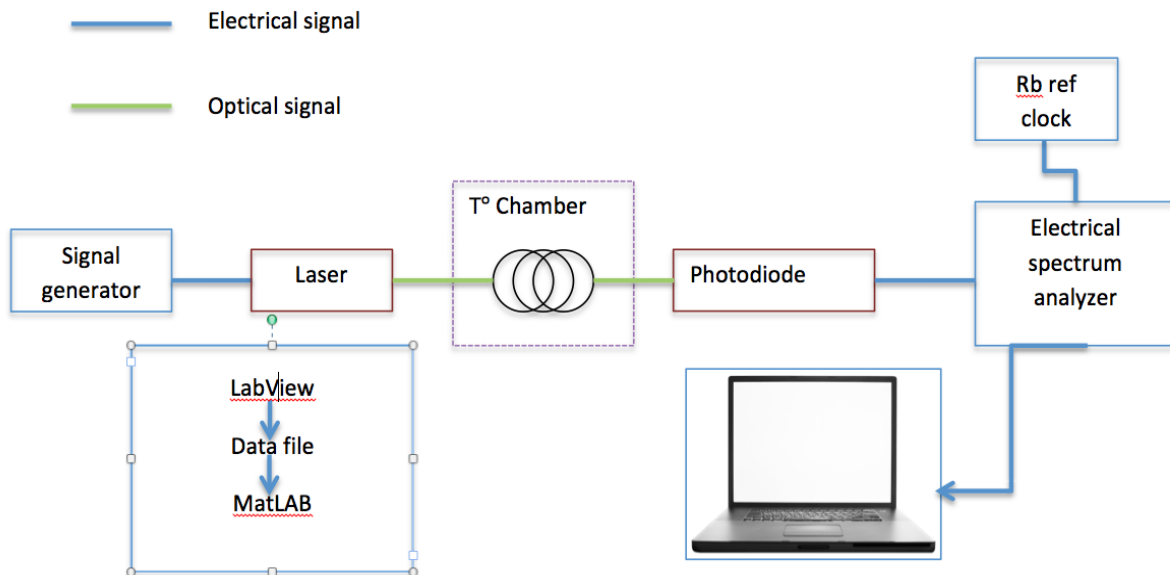 Electrical signal
Optical signal
Rb ref
clock
T° Chamber
Signal
generator
Laser
Photodiode
Electrical
spectrum
analyzer
LabView
Data file
MatLAB